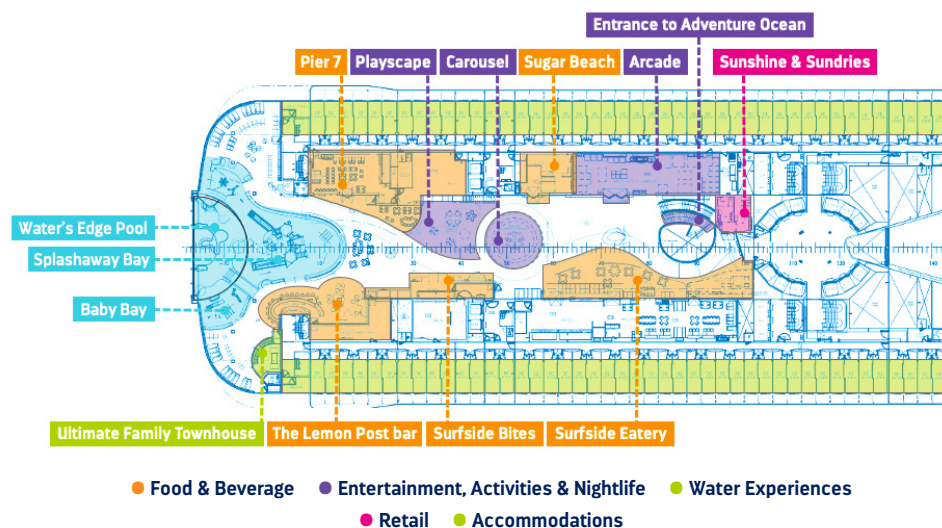 Entrance to Adventure Ocean
Pier 7 Playscape Carousel Sugar Beach Arcade Sunshine & Sundries
Water's Edge Pool
Splashaway Bay
Baby Bay
Ultimate Family Townhouse The Lemon Post bar Surfside Bites Surfside Eatery
Food & Beverage Entertainment, Activities & Nightlife Water Experiences
Retail Accommodations